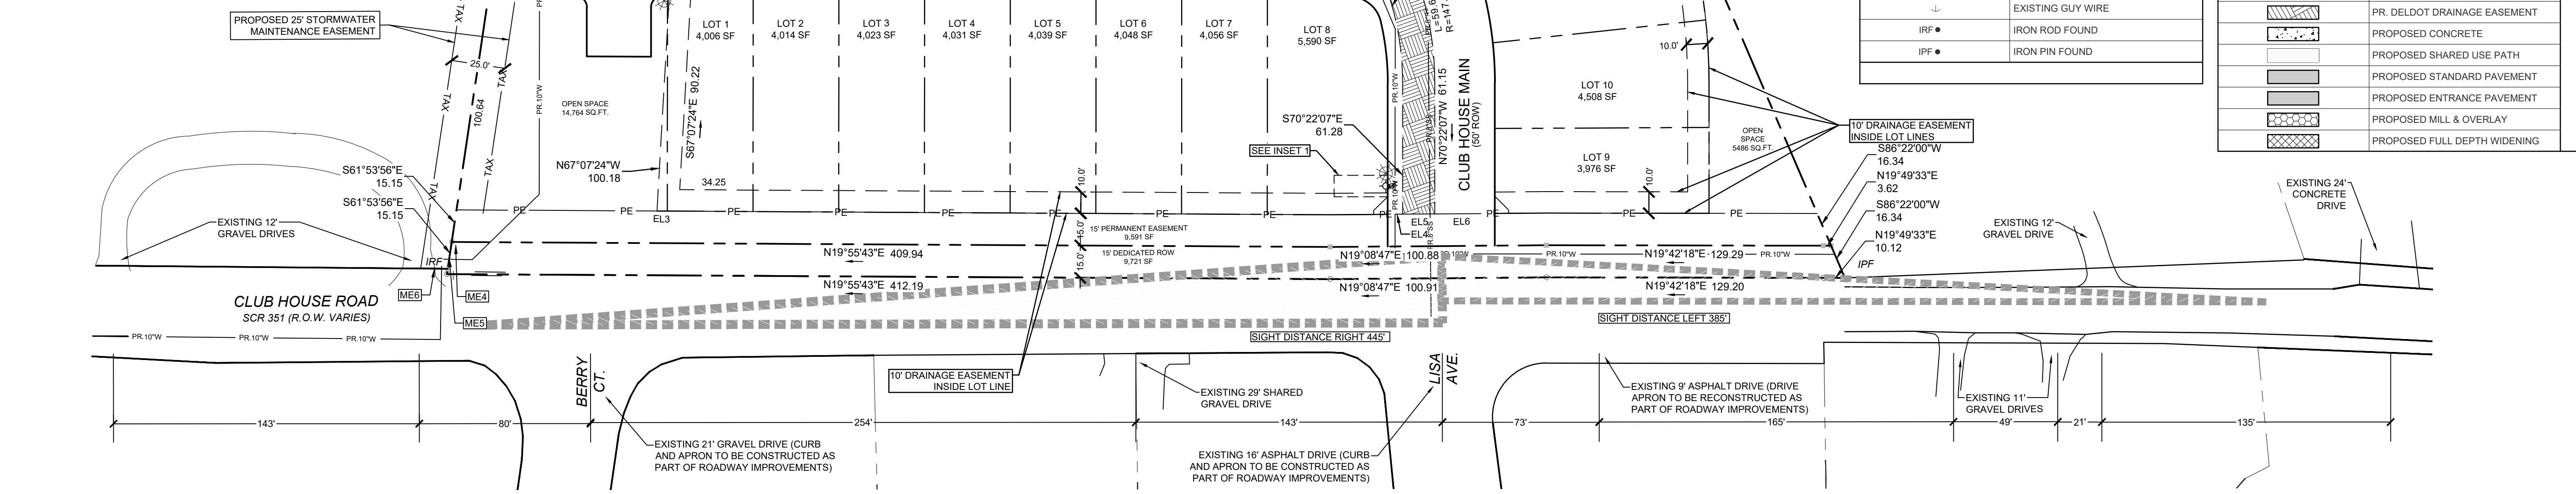 PROPOSED 25' STORMWATER
MAINTENANCE EASEMENT
TAX
TAX
25.0'
TAX
TAX
100.64
TAX
TAX
PR.10"W
OPEN SPACE
14,764 SQ.FT.
S67°07'24"E 90.22
N67°07'24"W
100.18
34.25
LOT 1
4,006 SF
LOT 2
4,014 SF
LOT 3
4,023 SF
LOT 4
4,031 SF
LOT 5
4,039 SF
LOT 6
4,048 SF
LOT 7
4,056 SF
LOT 8
5,590 SF
S70°22'07"E
61.28
SEE INSET 1
PR.10"W
PR.10"W
N70°22'07"W 61.15
CLUB HOUSE MAIN
(50' ROW)
LOT 10
4,508 SF
LOT 9
3,976 SF
10.0'
10.0'
10.0'
OPEN
SPACE
5486 SQ.FT.
10' DRAINAGE EASEMENT
INSIDE LOT LINES
S86°22'00"W
16.34
N19°49'33"E
3.62
S86°22'00"W
16.34
N19°49'33"E
10.12
IPF
EXISTING GUY WIRE
IRF
IRON ROD FOUND
IPF
IRON PIN FOUND
PR. DELDOT DRAINAGE EASEMENT
PROPOSED CONCRETE
PROPOSED SHARED USE PATH
PROPOSED STANDARD PAVEMENT
PROPOSED ENTRANCE PAVEMENT
PROPOSED MILL & OVERLAY
PROPOSED FULL DEPTH WIDENING
EXISTING 24'
CONCRETE
DRIVE
EXISTING 12'
GRAVEL DRIVE
S61°53'56"E
15.15
S61°53'56"E
15.15
EXISTING 12'
GRAVEL DRIVES
IRF
PE
PE
PE
PE
PE
PE
PE
PE
PE
PE
PE
PE
EL3
EL5
EL4
EL6
15' PERMANENT EASEMENT
9,591 SF
15' DEDICATED ROW
9,721 SF
15.0'
15.0'
N19°55'43"E 409.94
N19°08'47"E 100.88
PR.10"W
N19°42'18"E 129.29
PR.10"W
N19°55'43"E 412.19
N19°08'47"E 100.91
N19°42'18"E 129.20
CLUB HOUSE ROAD
SCR 351 (R.O.W. VARIES)
ME6
ME4
ME5
PR.10"W
PR.10"W
PR.10"W
SIGHT DISTANCE LEFT 385'
SIGHT DISTANCE RIGHT 445'
BERRY
CT.
LISA
AVE.
10' DRAINAGE EASEMENT
INSIDE LOT LINE
EXISTING 29' SHARED
GRAVEL DRIVE
EXISTING 9' ASPHALT DRIVE (DRIVE
APRON TO BE RECONSTRUCTED AS
PART OF ROADWAY IMPROVEMENTS)
EXISTING 11'
GRAVEL DRIVES
143'
80'
254'
143'
73'
165'
49'
21'
135'
EXISTING 21' GRAVEL DRIVE (CURB
AND APRON TO BE CONSTRUCTED AS
PART OF ROADWAY IMPROVEMENTS)
EXISTING 16' ASPHALT DRIVE (CURB
AND APRON TO BE CONSTRUCTED AS
PART OF ROADWAY IMPROVEMENTS)